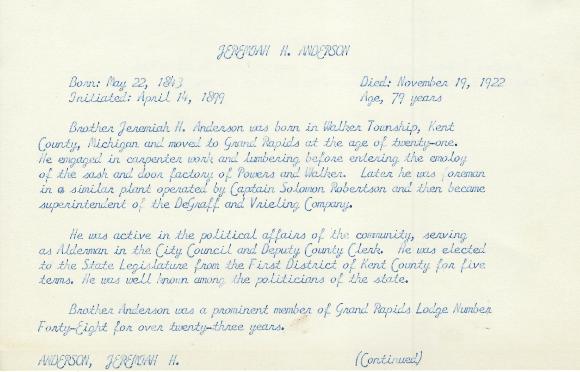 JEREMIAH H. ANDERSON
Born: May 22, 1843 Died: November 19, 1922
Initiated: April 14, 1899 Age, 79 years
Brother Jeremiah H. Anderson was born in Walker Township, Kent
County, Michigan and moved to Grand Rapids at the age of twenty-one.
He engaged in carpenter work and lumbering before entering the employ
of the sash and door factory of Powers and Walker. Later he was foreman
in a similar plant operated by Captain Solomon Robertson and then became
superintendent of the DeGraff and Vrieling Company.
He was active in the political affairs of the community, serving
as Alderman in the City Council and Deputy County Clerk. He was elected
to the State Legislature from the First District of Kent County for five
terms. He was well known among the politicians of the state.
Brother Anderson was a prominent member of Grand Rapids Lodge Number
Forty-Eight for over twenty-three years.
ANDERSON, JEREMIAH H. (Continued)